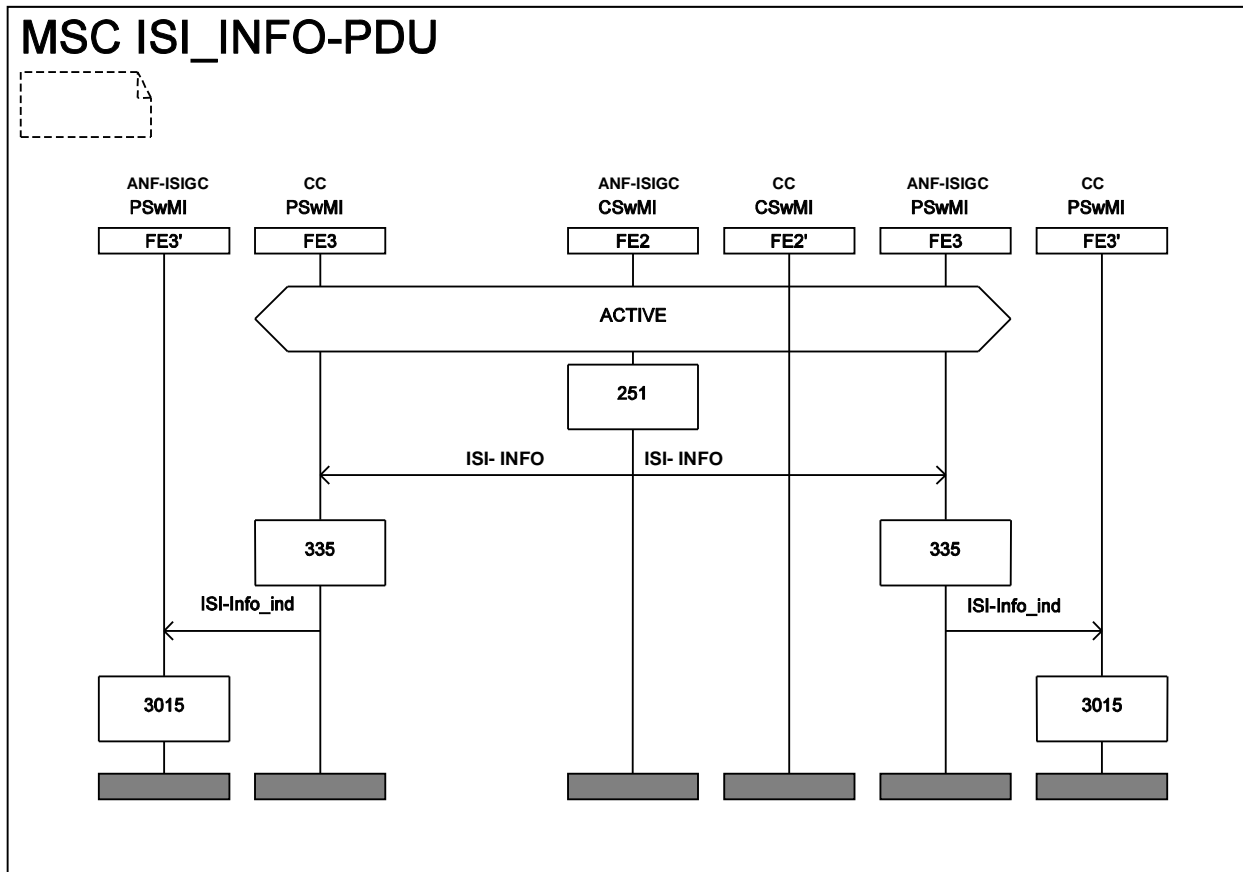 MSC ISI_INFO-PDU
ANF-ISIGC CC ANF-ISIGC CC ANF-ISIGC CC
PSwMI PSwMI CSwMI CSwMI PSwMI PSwMI
FE3' FE3 FE2 FE2' FE3 FE3'
ACTIVE
251
ISI- INFO ISI- INFO
335 335
ISI-Info_ind ISI-Info_ind
3015 3015